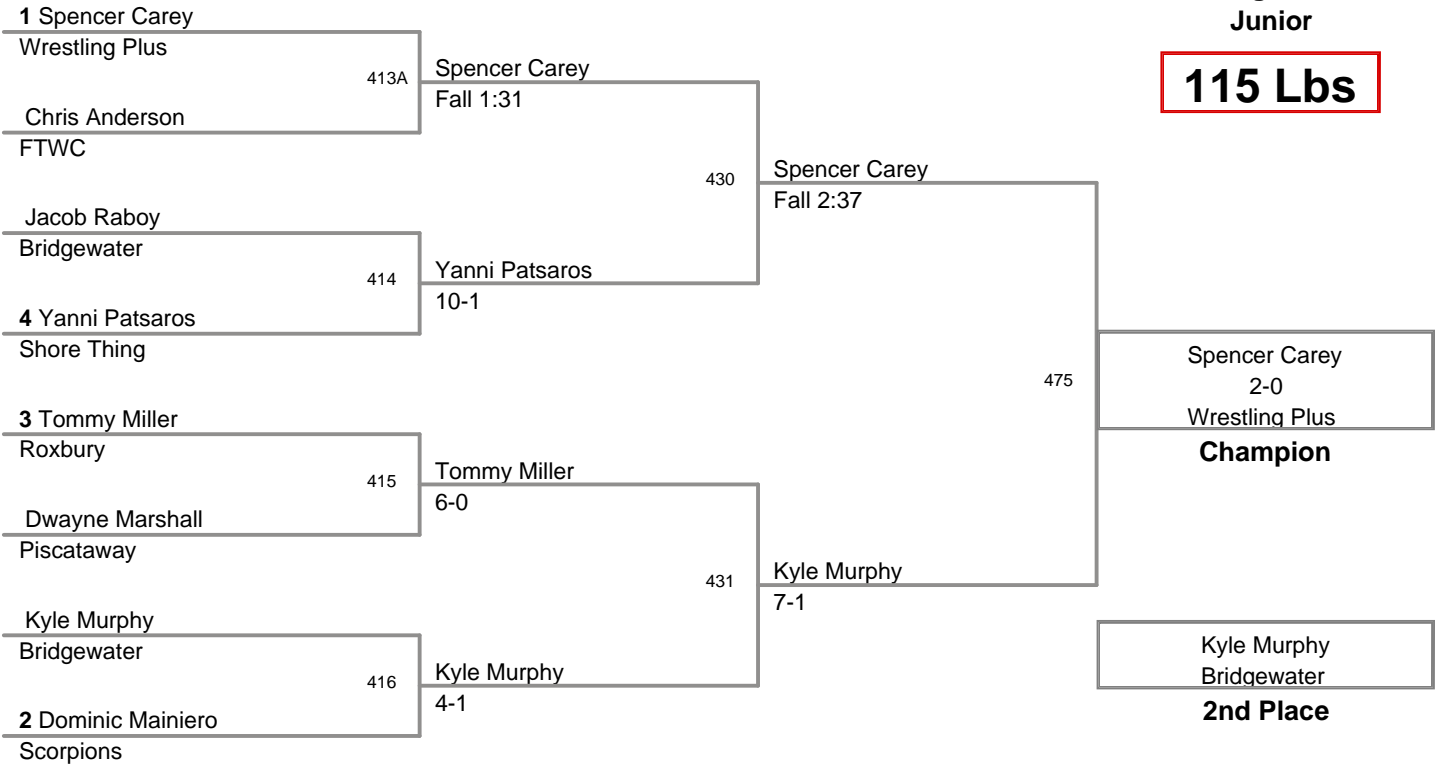 Junior
115 Lbs
1 Spencer Carey
Wrestling Plus
413A
Chris Anderson
FTWC
Spencer Carey
Fall 1:31
Jacob Raboy
Bridgewater
414
4 Yanni Patsaros
Shore Thing
Yanni Patsaros
10-1
430
Spencer Carey
Fall 2:37
3 Tommy Miller
Roxbury
415
Dwayne Marshall
Piscataway
Tommy Miller
6-0
Kyle Murphy
Bridgewater
416
2 Dominic Mainiero
Scorpions
Kyle Murphy
4-1
431
Kyle Murphy
7-1
475
Spencer Carey
2-0
Wrestling Plus
Champion
Kyle Murphy
Bridgewater
2nd Place